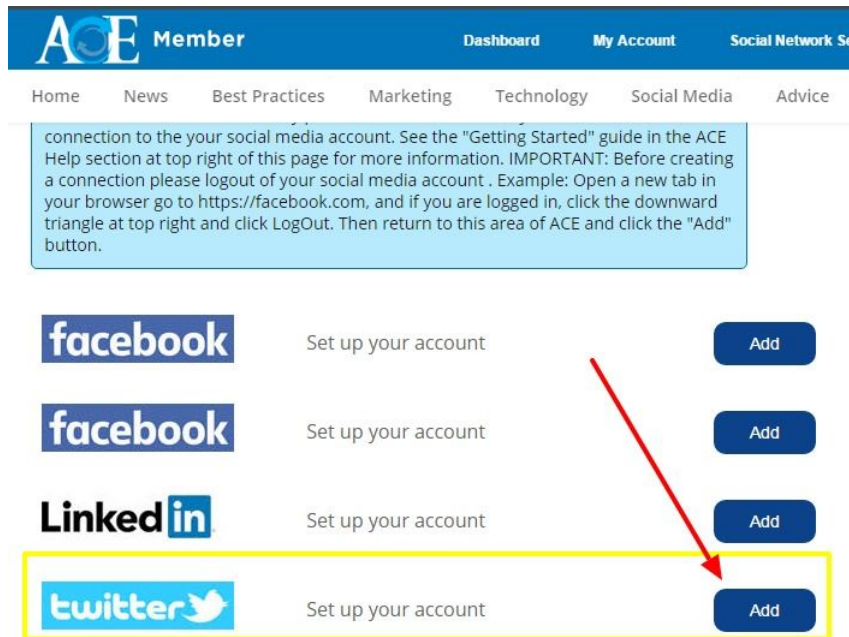 ACE Member Dashboard My Account Social Network Se
Home News Best Practices Marketing Technology Social Media Advice
connection to the your social media account. See the "Getting Started" guide in the ACE
Help section at top right of this page for more information. IMPORTANT: Before creating
a connection please logout of your social media account . Example: Open a new tab in
your browser go to https://facebook.com, and if you are logged in, click the downward
triangle at top right and click LogOut. Then return to this area of ACE and click the "Add"
button.
facebook Set up your account Add
facebook Set up your account Add
Linked in Set up your account Add
twitter Set up your account Add